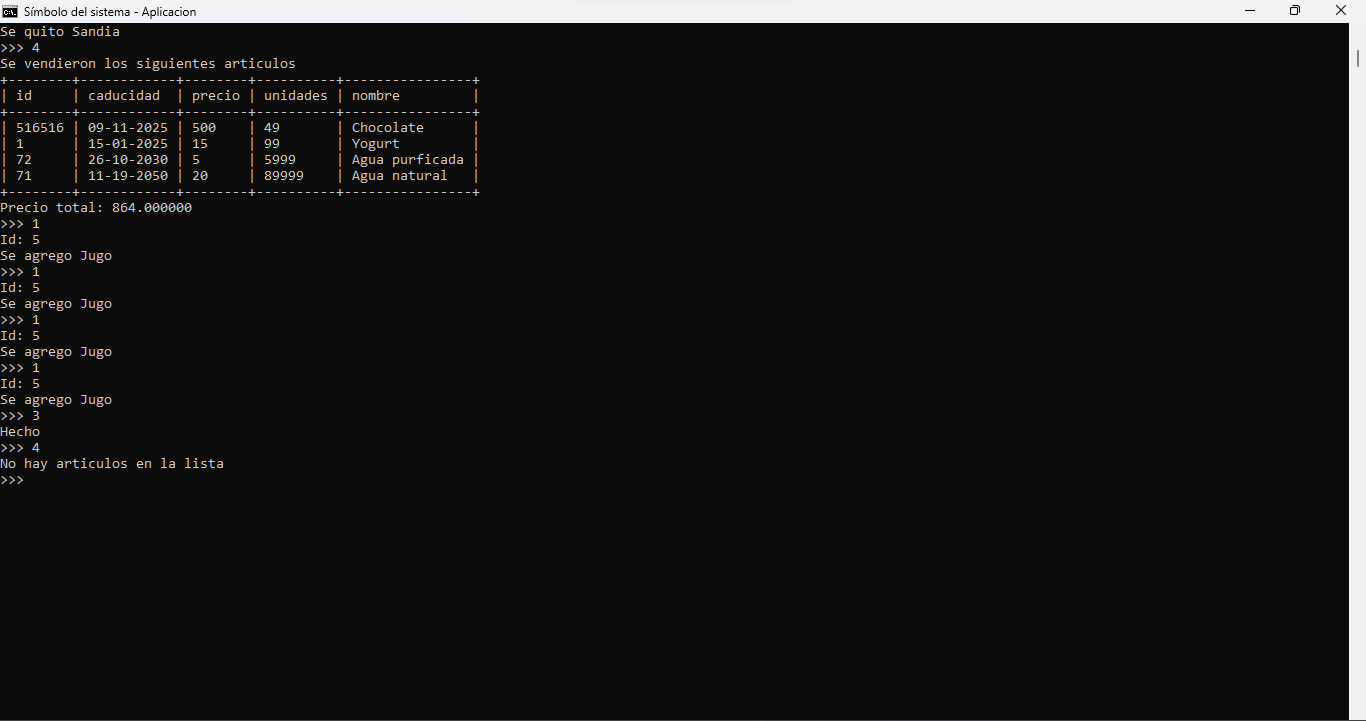 Símbolo del sistema - Aplicacion
Se quito Sandia
>>> 4
Se vendieron los siguientes articulos
+--------+------------+--------+----------+----------------+
| id     | caducidad  | precio | unidades | nombre         |
+--------+------------+--------+----------+----------------+
| 516516 | 09-11-2025 | 500    | 49       | Chocolate      |
| 1      | 15-01-2025 | 15     | 99       | Yogurt         |
| 72     | 26-10-2030 | 5      | 5999     | Agua purficada |
| 71     | 11-19-2050 | 20     | 89999    | Agua natural   |
+--------+------------+--------+----------+----------------+
Precio total: 864.000000
>>> 1
Id: 5
Se agrego Jugo
>>> 1
Id: 5
Se agrego Jugo
>>> 1
Id: 5
Se agrego Jugo
>>> 1
Id: 5
Se agrego Jugo
>>> 3
Hecho
>>> 4
No hay articulos en la lista
>>>